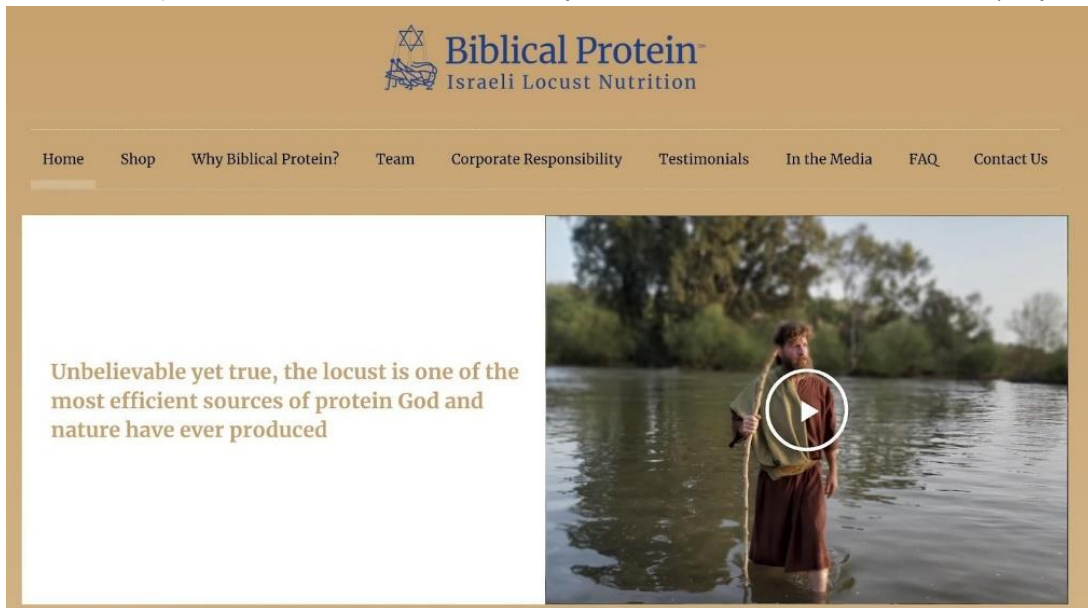 Biblical Protein
Israeli Locust Nutrition
Home Shop Why Biblical Protein? Team Corporate Responsibility Testimonials In the Media FAQ Contact Us
Unbelievable yet true, the locust is one of the
most efficient sources of protein God and
nature have ever produced